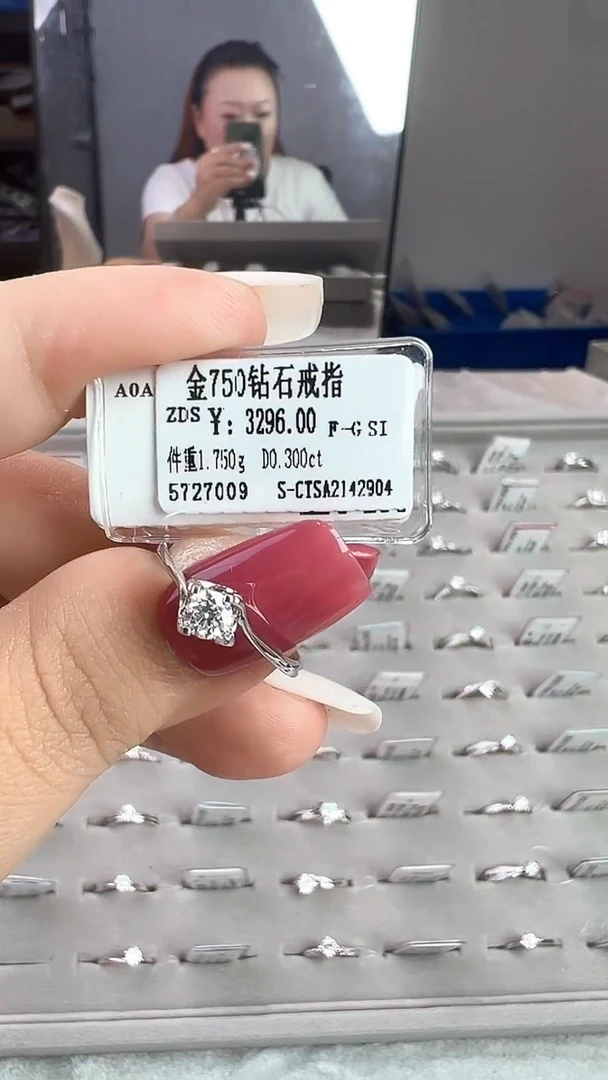 A0A
金750钻石戒指
ZDS ¥: 3296.00 F-G SI
件重1.750g D0.300ct
5727009 S-CTSA2142904